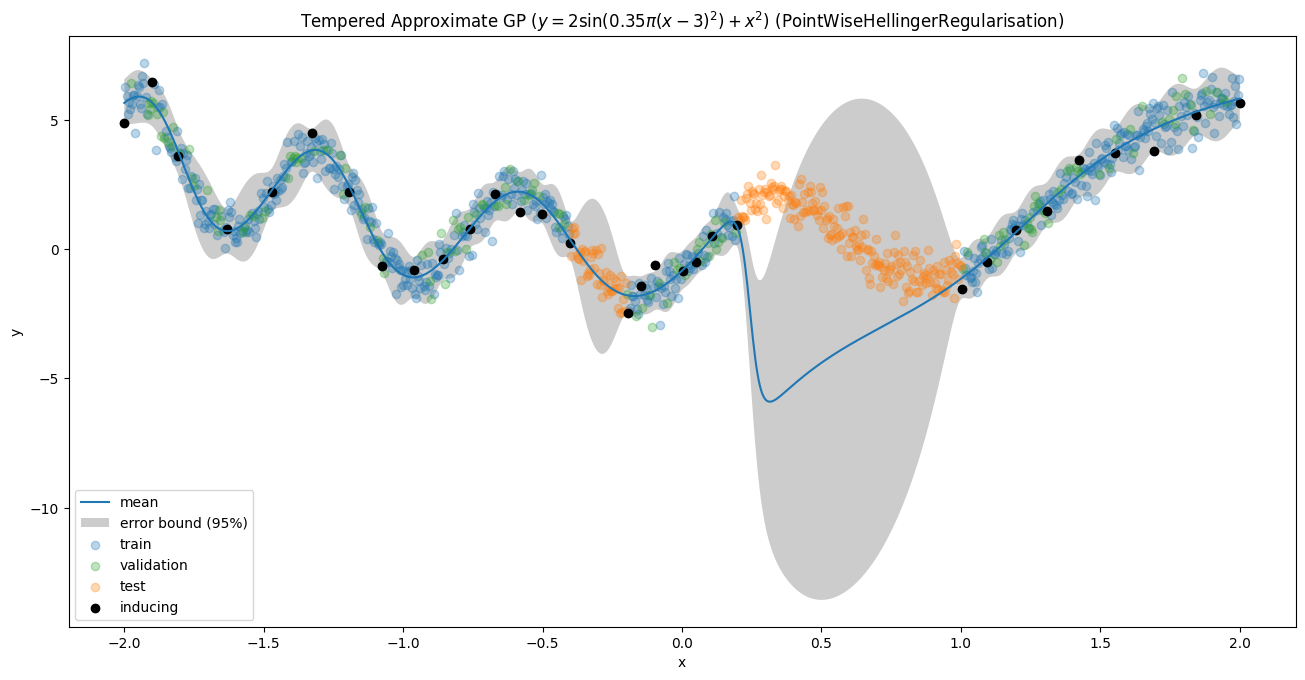 Tempered Approximate GP (y = 2sin(0.35π(x − 3)²) + x²) (PointWiseHellingerRegularisation)
5
0
−5
−10
y
−2.0 −1.5 −1.0 −0.5 0.0 0.5 1.0 1.5 2.0
x
mean
error bound (95%)
train
validation
test
inducing